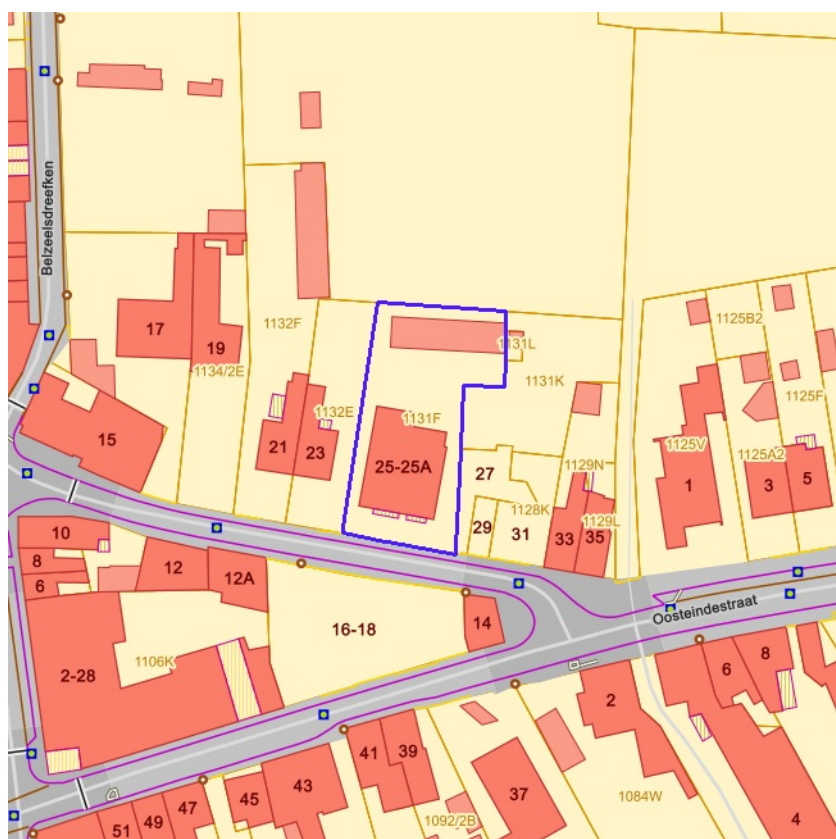 Belzeelsdreefken
17
19
1134/2E
1132F
1132E
21
23
15
1131L
1131K
1131F
25-25A
27
29
31
1128K
1129N
1129L
33
35
1125B2
1125F
1125V
1125A2
1
3
5
10
8
6
12
12A
16-18
14
Oosteindestraat
2-28
1106K
2
6
8
4
41
39
37
43
45
47
49
51
1092/2B
1084W